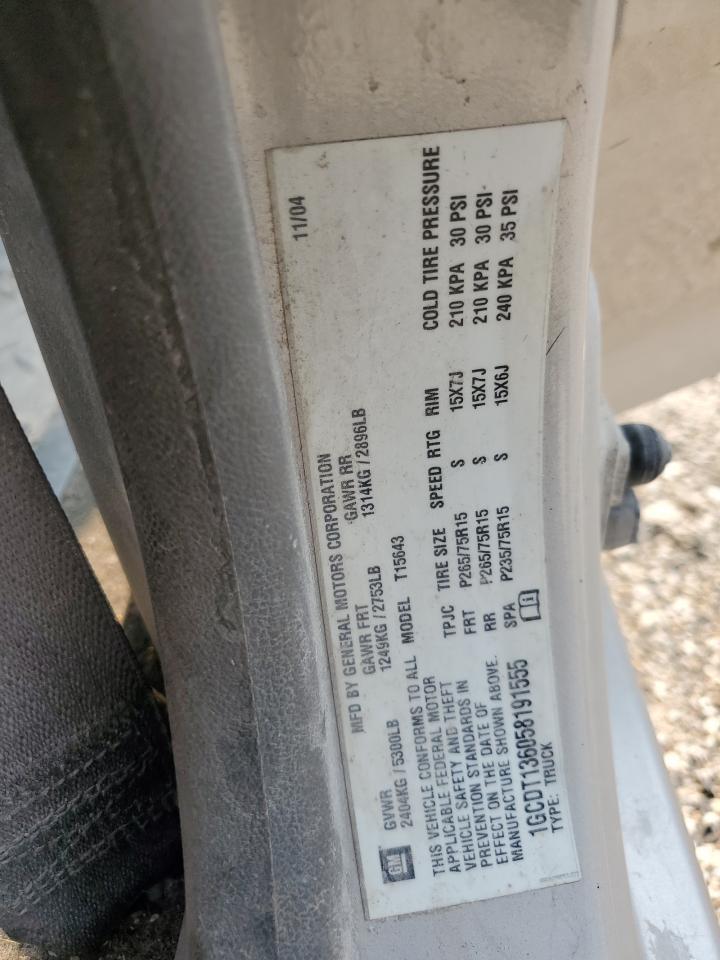 MFD BY GENERAL MOTORS CORPORATION 11/04
GM GVWR GAWR FRT GAWR RR
2404KG / 5300LB 1249KG / 2753LB 1314KG / 2896LB
THIS VEHICLE CONFORMS TO ALL MODEL T15643
APPLICABLE FEDERAL MOTOR
VEHICLE SAFETY AND THEFT
PREVENTION STANDARDS IN
EFFECT ON THE DATE OF
MANUFACTURE SHOWN ABOVE.
TPJC TIRE SIZE SPEED RTG RIM COLD TIRE PRESSURE
FRT P265/75R15 S 15X7J 210 KPA 30 PSI
RR P265/75R15 S 15X7J 210 KPA 30 PSI
SPA P235/75R15 S 15X6J 240 KPA 35 PSI
1GCDT136058191555
TYPE: TRUCK